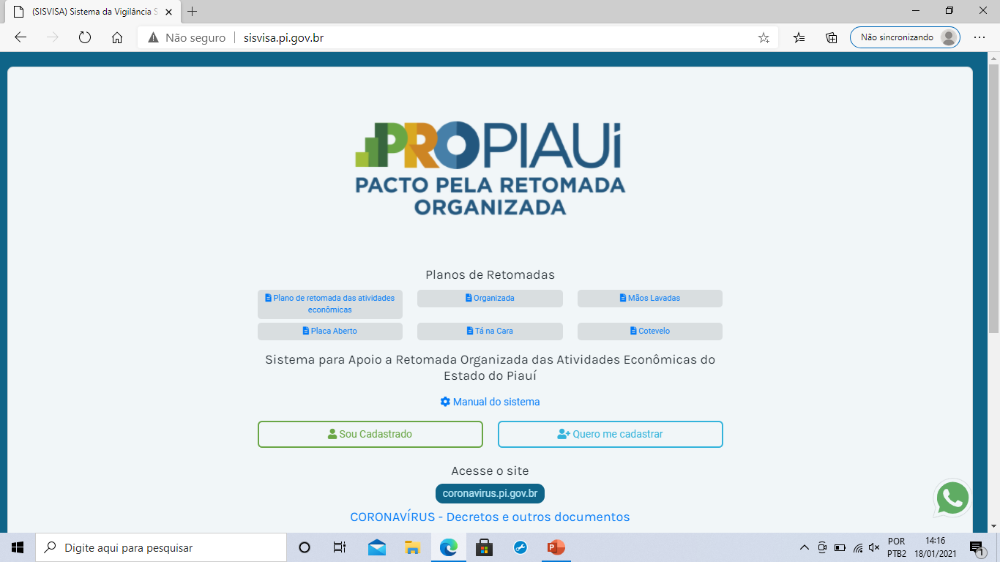 (SISVISA) Sistema da Vigilância S
Não seguro
sisvisa.pi.gov.br
Não sincronizando
PROPIAUi
PACTO PELA RETOMADA
ORGANIZADA
Planos de Retomadas
Plano de retomada das atividades
econômicas
Organizada
Mãos Lavadas
Placa Aberto
Tá na Cara
Cotevelo
Sistema para Apoio a Retomada Organizada das Atividades Econômicas do
Estado do Piauí
Manual do sistema
Sou Cadastrado
Quero me cadastrar
Acesse o site
coronavirus.pi.gov.br
CORONAVÍRUS - Decretos e outros documentos
Digite aqui para pesquisar
POR
PTB2
14:16
18/01/2021
1